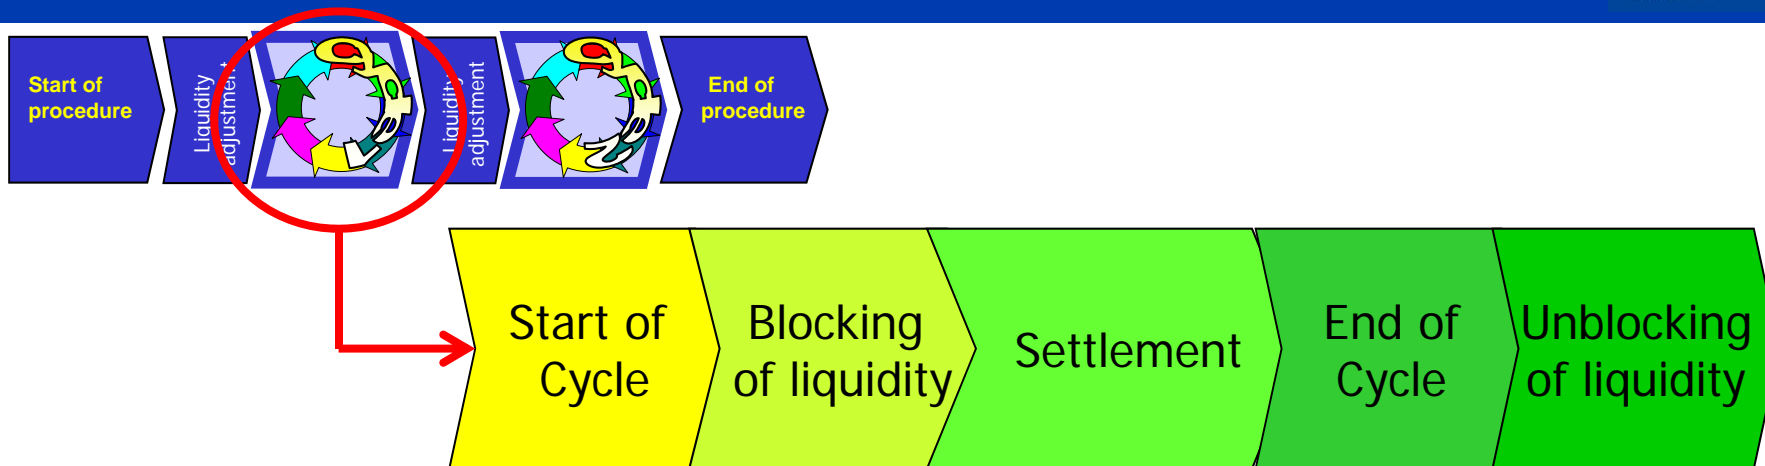 Start of
procedure
Liquidity
adjustment
Liquidity
adjustment
End of
procedure
Start of
Cycle
Blocking
of liquidity
Settlement
End of
Cycle
Unblocking
of liquidity